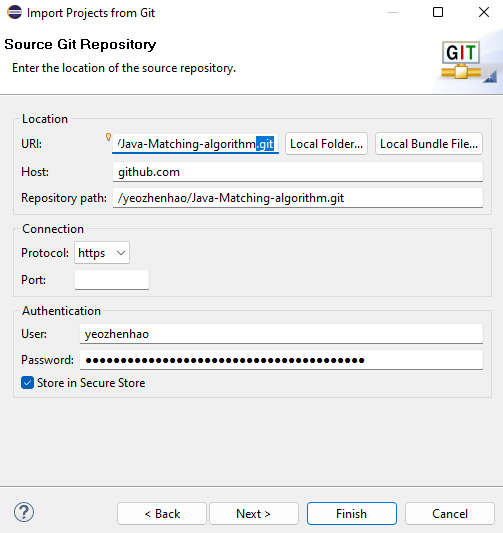 Import Projects from Git
Source Git Repository
Enter the location of the source repository.
GIT
Location
URI: /Java-Matching-algorithm.git Local Folder... Local Bundle File...
Host: github.com
Repository path: /yeozhenhao/Java-Matching-algorithm.git
Connection
Protocol: https
Port:
Authentication
User: yeozhenhao
Password: ●●●●●●●●●●●●●●●●●●●●●●●●●●●●●●●●●●●●●●●●
Store in Secure Store
? < Back Next > Finish Cancel